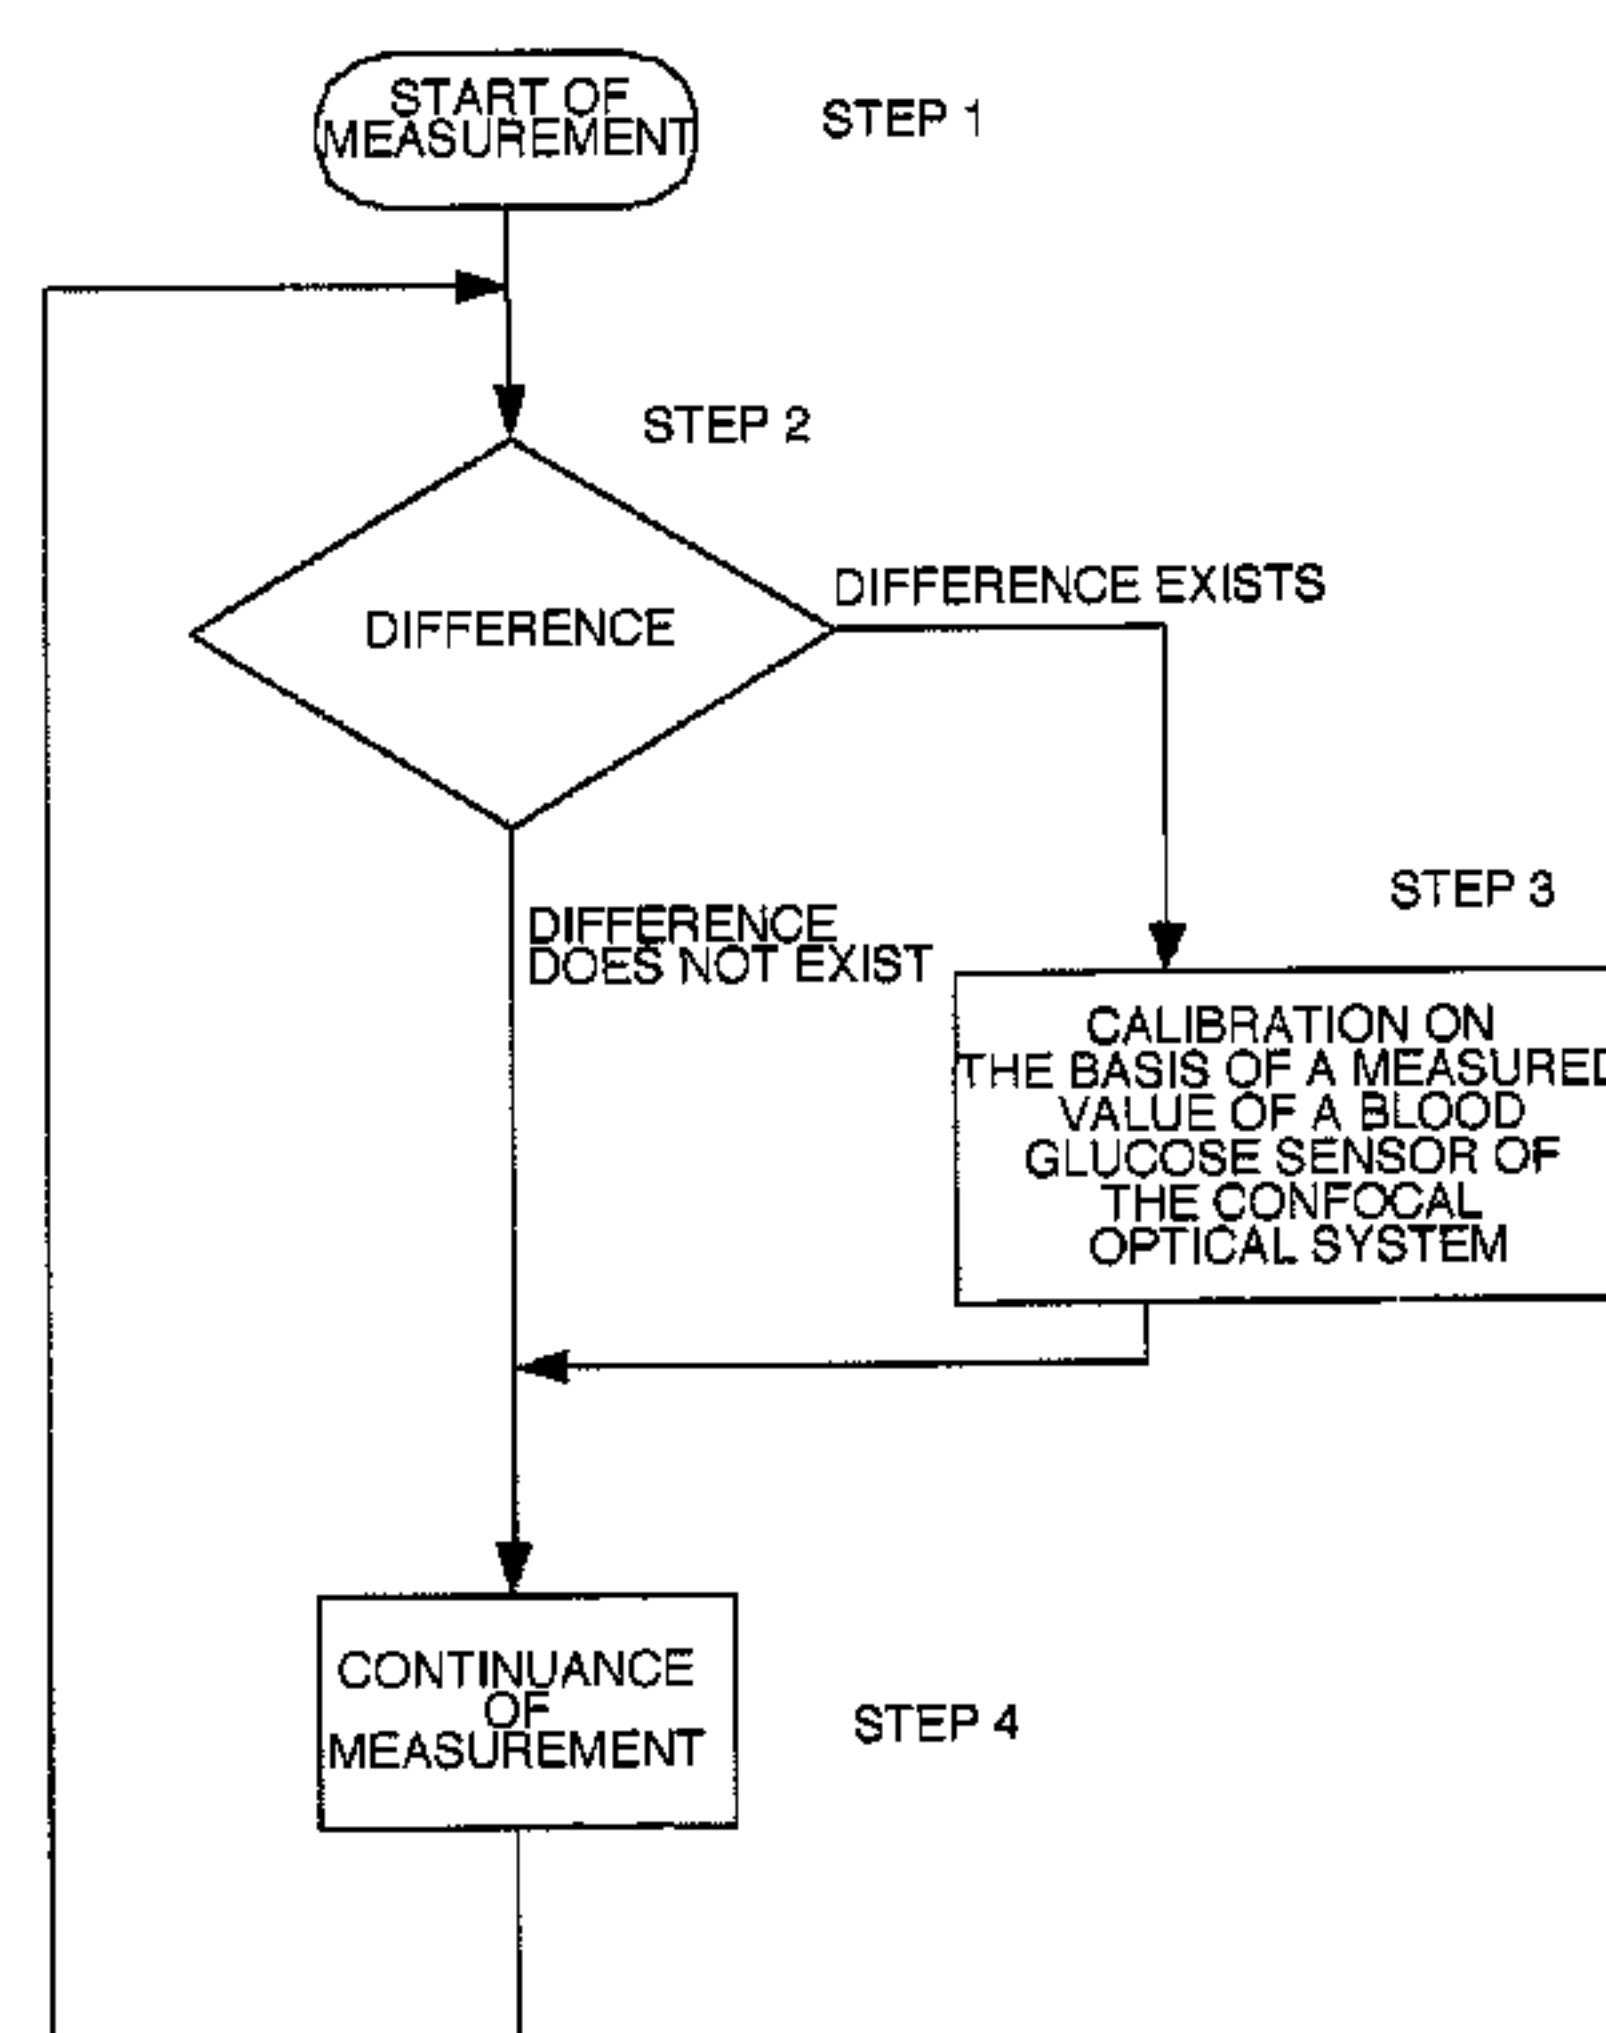 START OF
MEASUREMENT
STEP 1
STEP 2
DIFFERENCE
DIFFERENCE EXISTS
DIFFERENCE
DOES NOT EXIST
STEP 3
CALIBRATION ON
THE BASIS OF A MEASURED
VALUE OF A BLOOD
GLUCOSE SENSOR OF
THE CONFOCAL
OPTICAL SYSTEM
CONTINUANCE
OF
MEASUREMENT
STEP 4